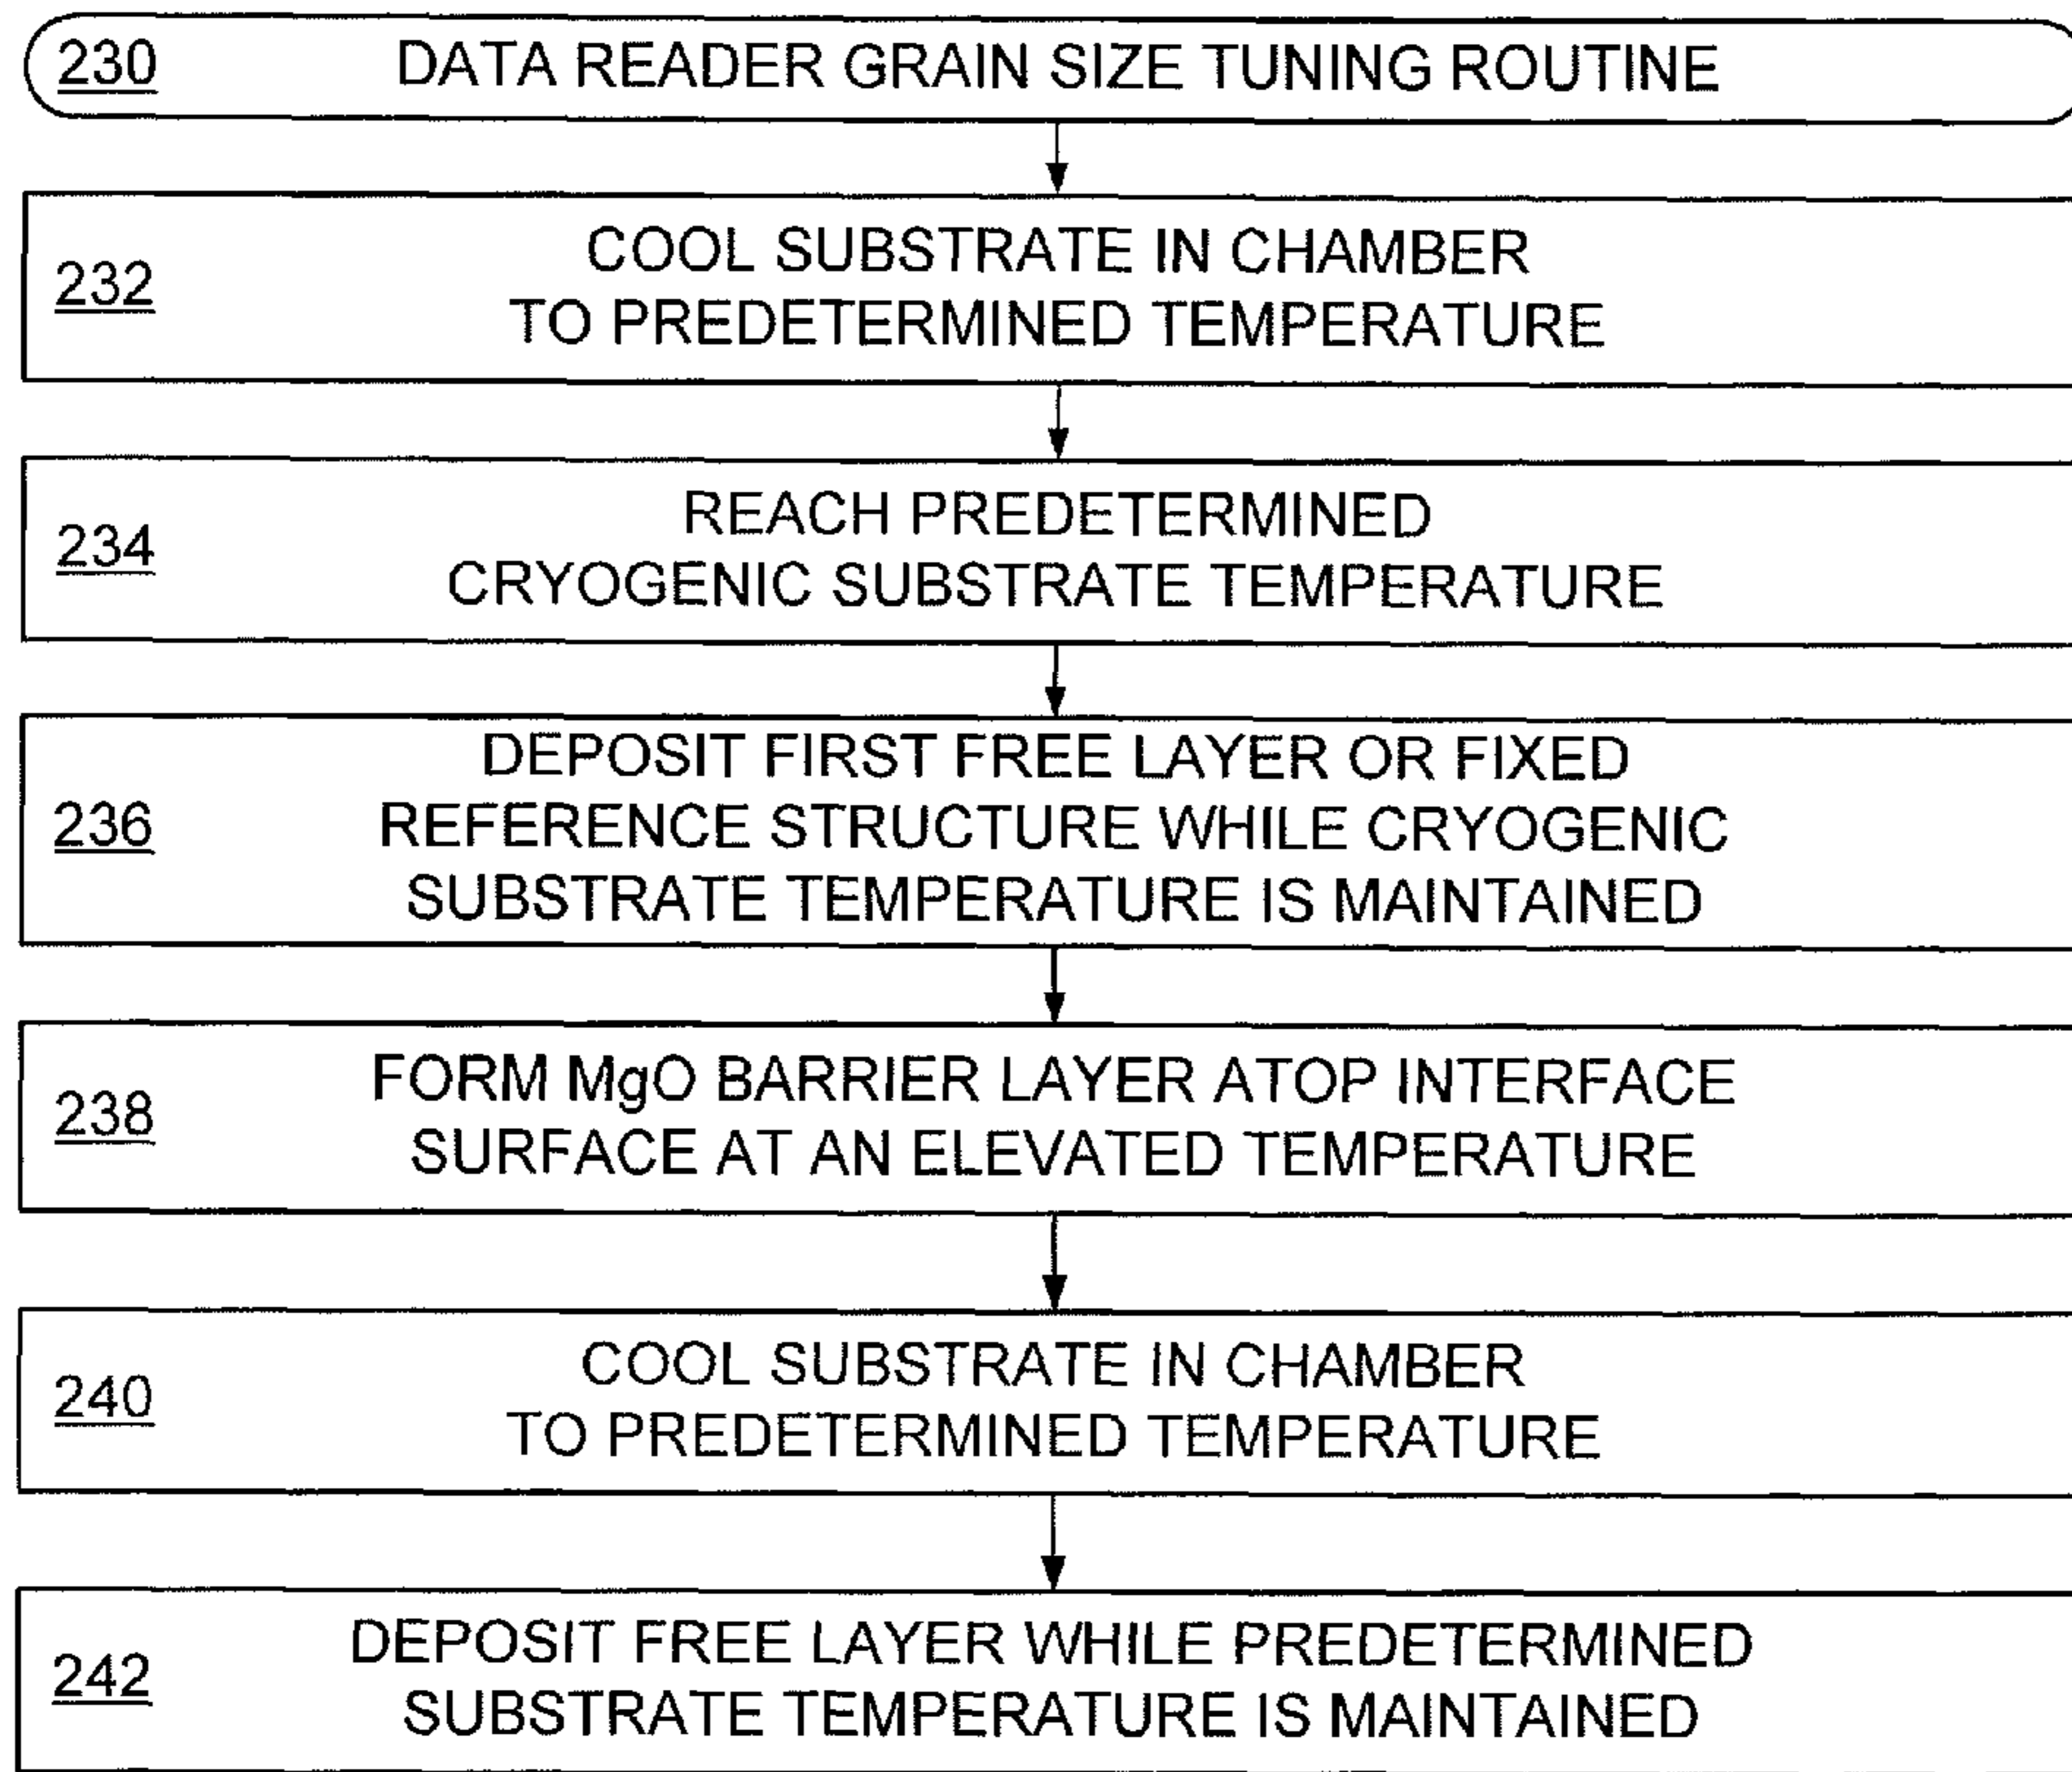 230 DATA READER GRAIN SIZE TUNING ROUTINE
COOL SUBSTRATE IN CHAMBER
232
TO PREDETERMINED TEMPERATURE
REACH PREDETERMINED
234
CRYOGENIC SUBSTRATE TEMPERATURE
DEPOSIT FIRST FREE LAYER OR FIXED
236 REFERENCE STRUCTURE WHILE CRYOGENIC
SUBSTRATE TEMPERATURE IS MAINTAINED
FORM MgO BARRIER LAYER ATOP INTERFACE
238
SURFACE AT AN ELEVATED TEMPERATURE
COOL SUBSTRATE IN CHAMBER
240
TO PREDETERMINED TEMPERATURE
DEPOSIT FREE LAYER WHILE PREDETERMINED
242
SUBSTRATE TEMPERATURE IS MAINTAINED